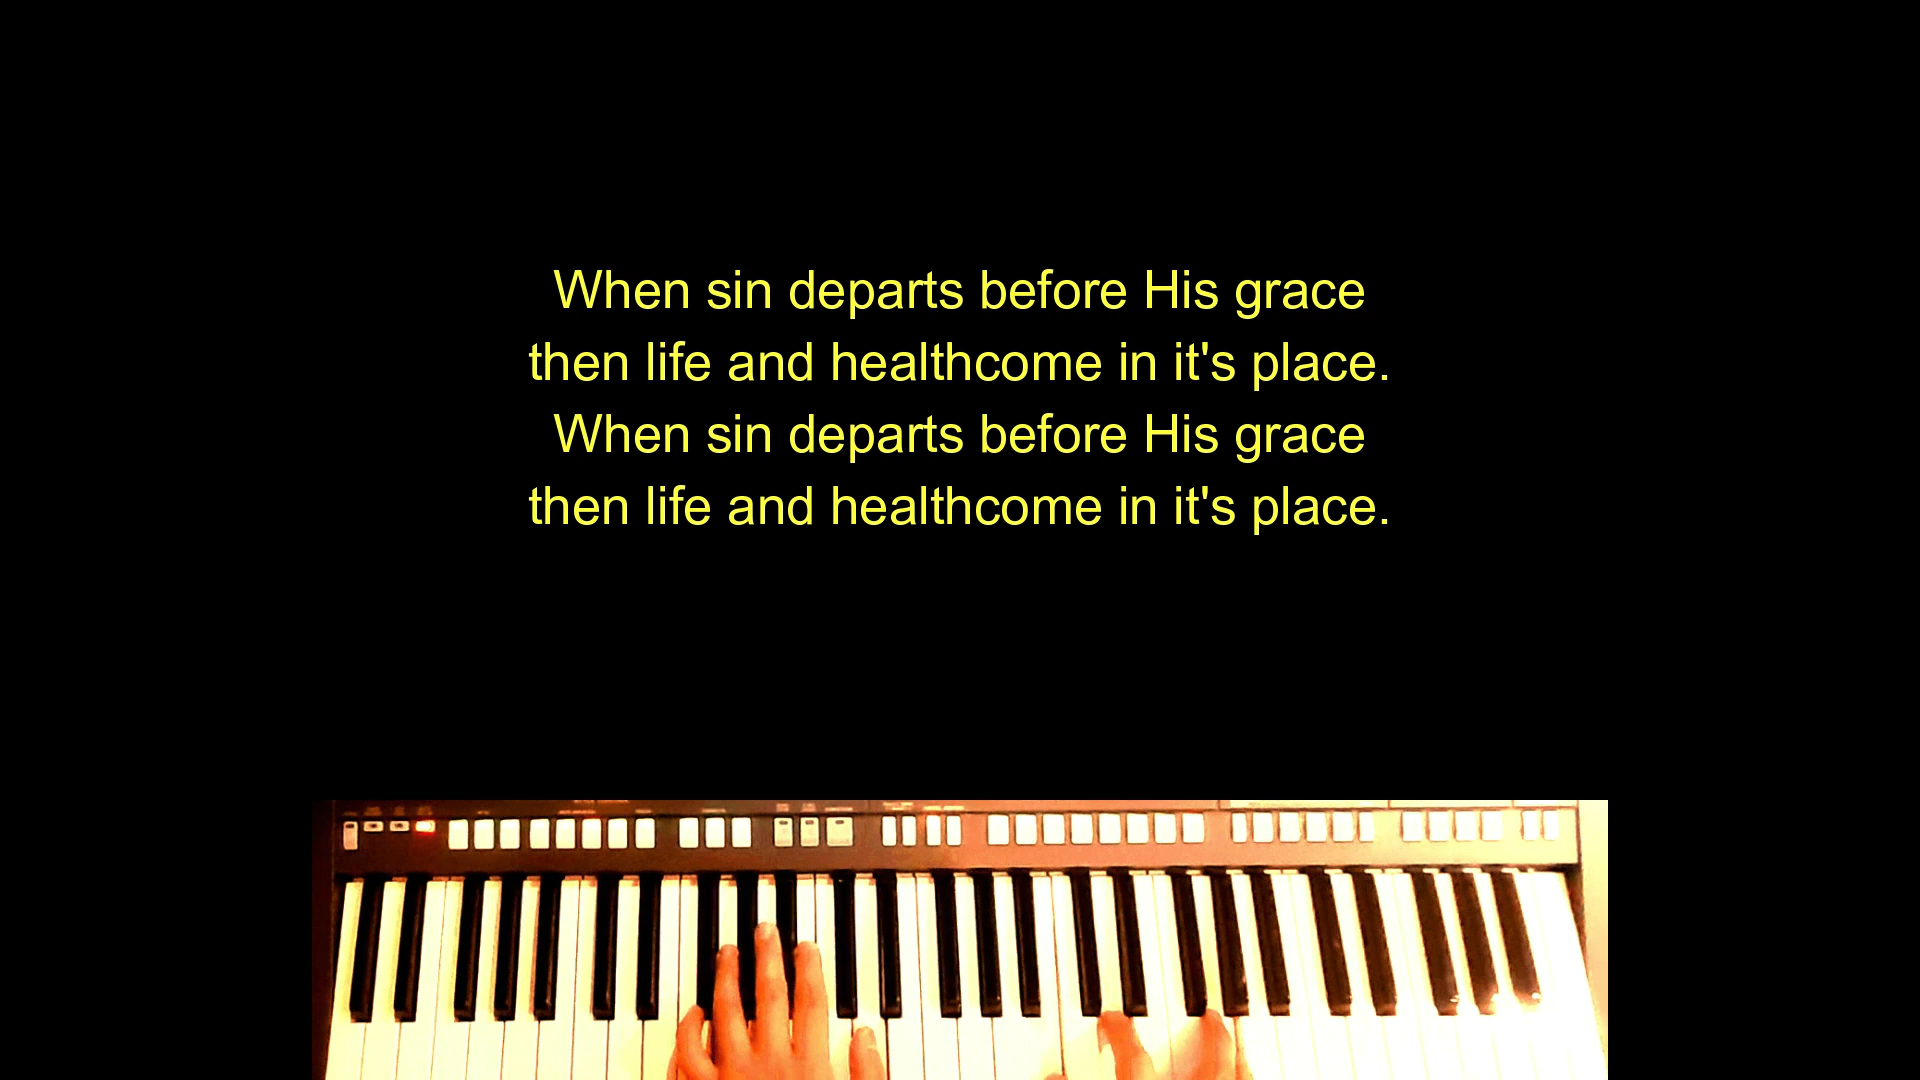 When sin departs before His grace
then life and healthcome in it's place.
When sin departs before His grace
then life and healthcome in it's place.